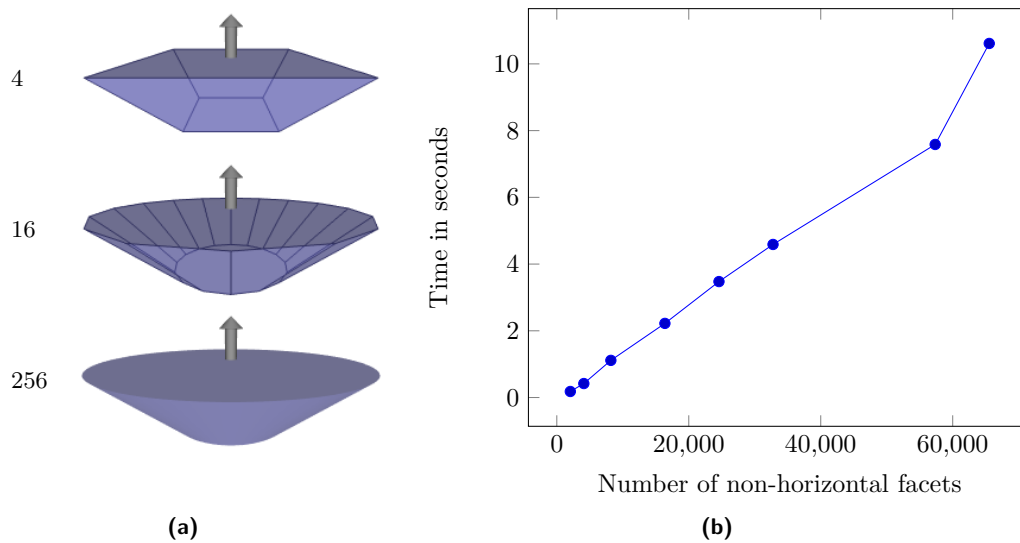 4
16
256
(a)
Time in seconds
10
8
6
4
2
0
0 20,000 40,000 60,000
Number of non-horizontal facets
(b)